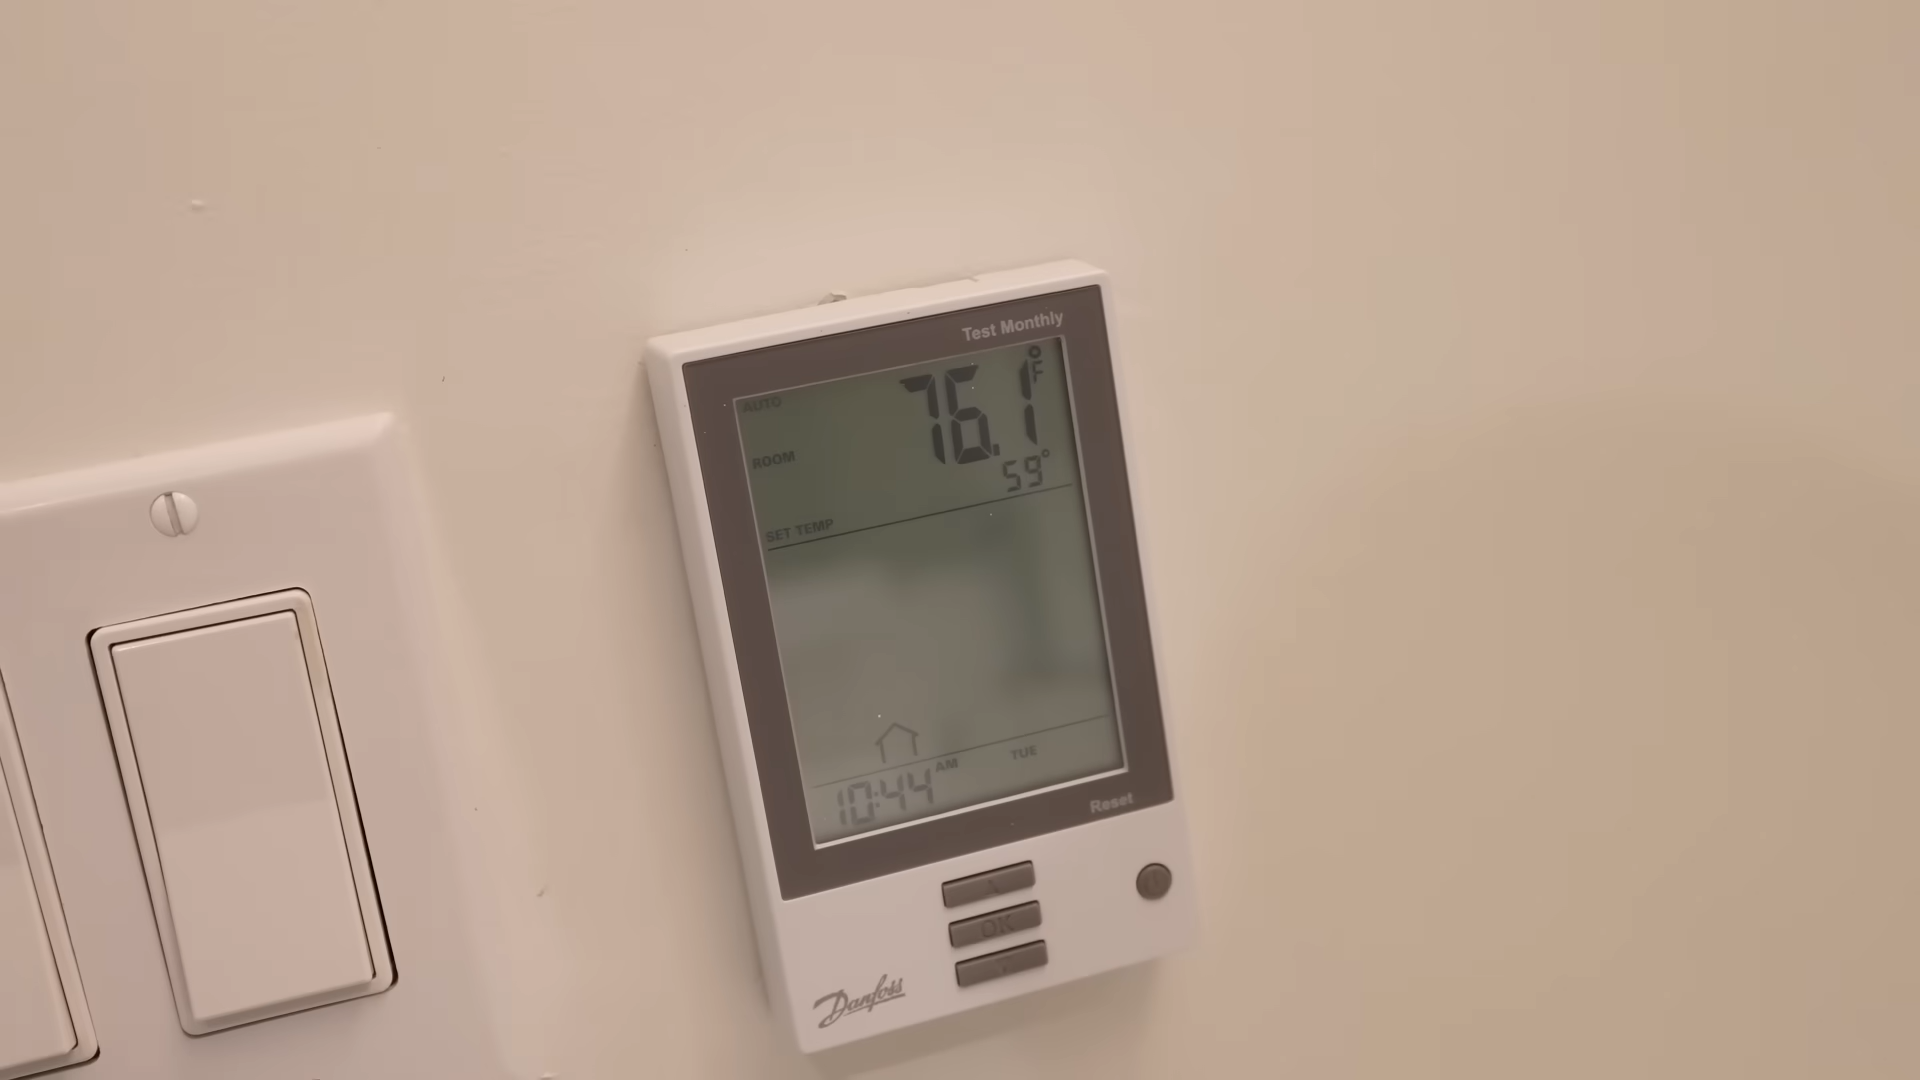 Test Monthly
AUTO
76.1°F
ROOM
59°
SET TEMP
AM
TUE
10:44
Reset
OK
Danfoss